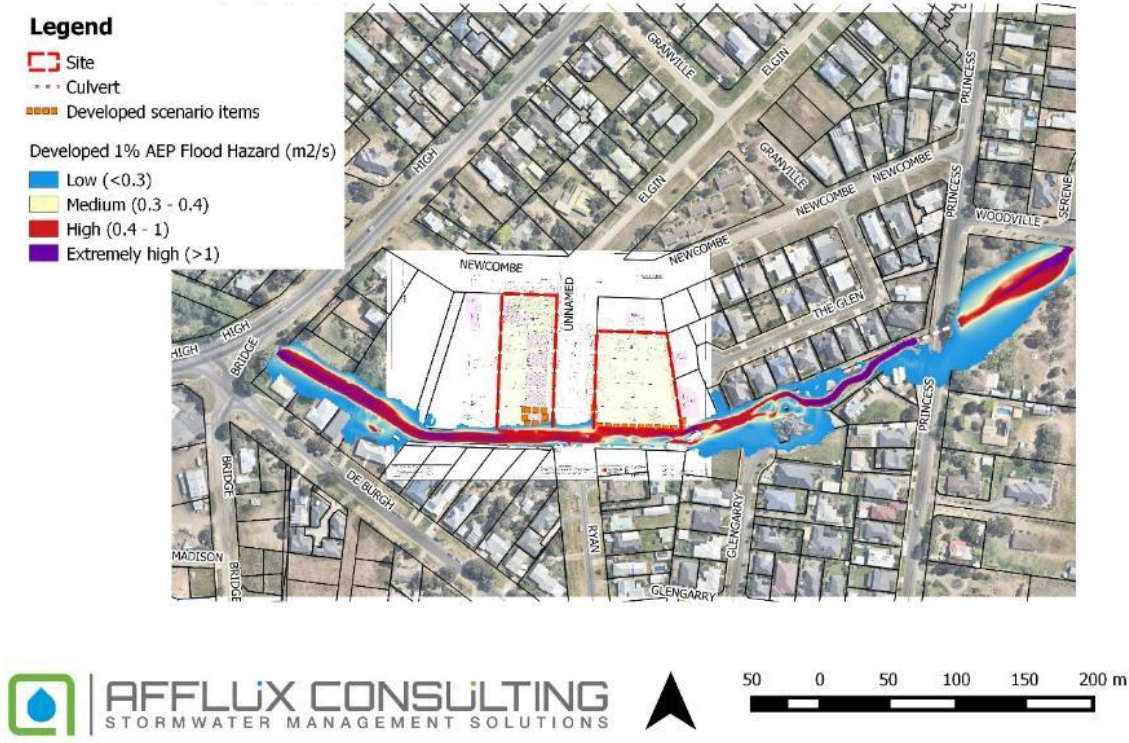 Legend
Site
Culvert
Developed scenario items
Developed 1% AEP Flood Hazard (m2/s)
Low (<0.3)
Medium (0.3 - 0.4)
High (0.4 - 1)
Extremely high (>1)
GRANVILLE
ELGIN
PRINCESS
HIGH
GRANVILLE
NEWCOMBE
SERENE
ELGIN
NEWCOMBE
PRINCESS
WOODVILLE
NEWCOMBE
NEWCOMBE
UNNAMED
THE GLEN
HIGH
HIGH
BRIDGE
PRINCESS
BRIDGE
DE BURGH
RYAN
GLENGARRY
MADISON
BRIDGE
GLENGARRY
AFFLUX CONSULTING
STORMWATER MANAGEMENT SOLUTIONS
50 0 50 100 150 200 m